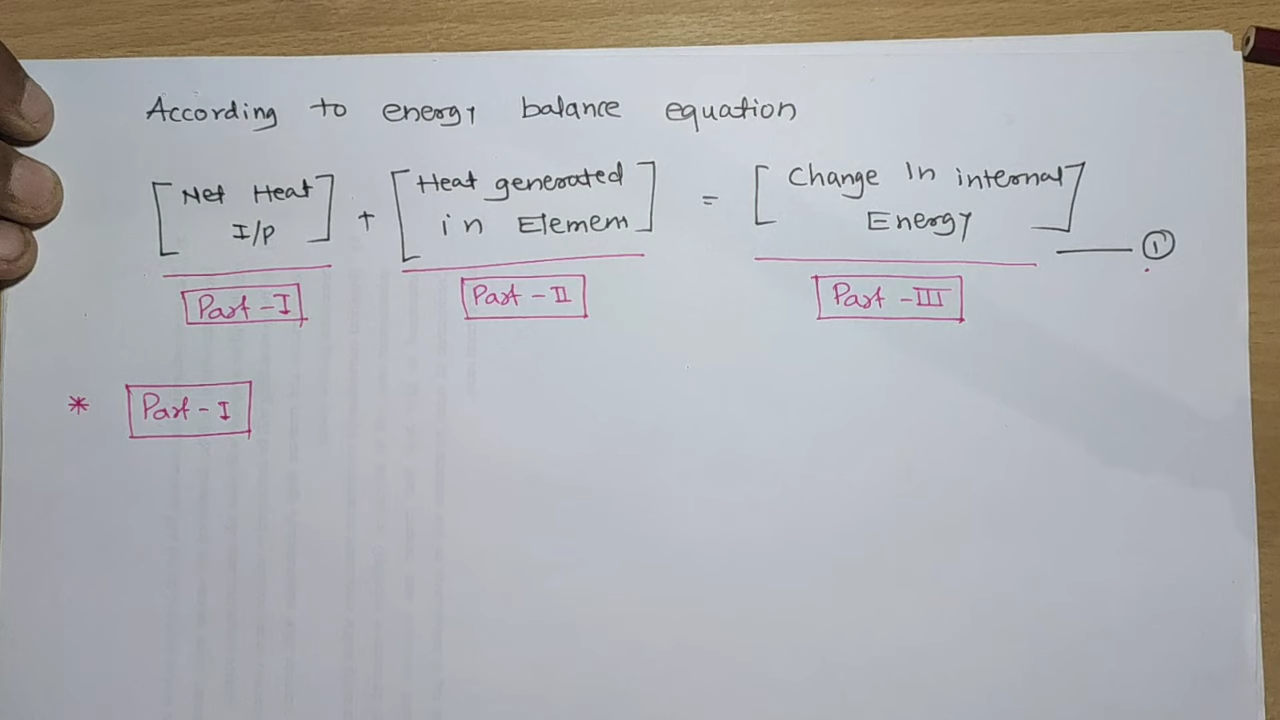 According to energy balance equation
[Net Heat I/p] + [Heat generated in Elemem] = [Change In internal Energy] —— ①
Part-I Part-II Part-III
* Part-I